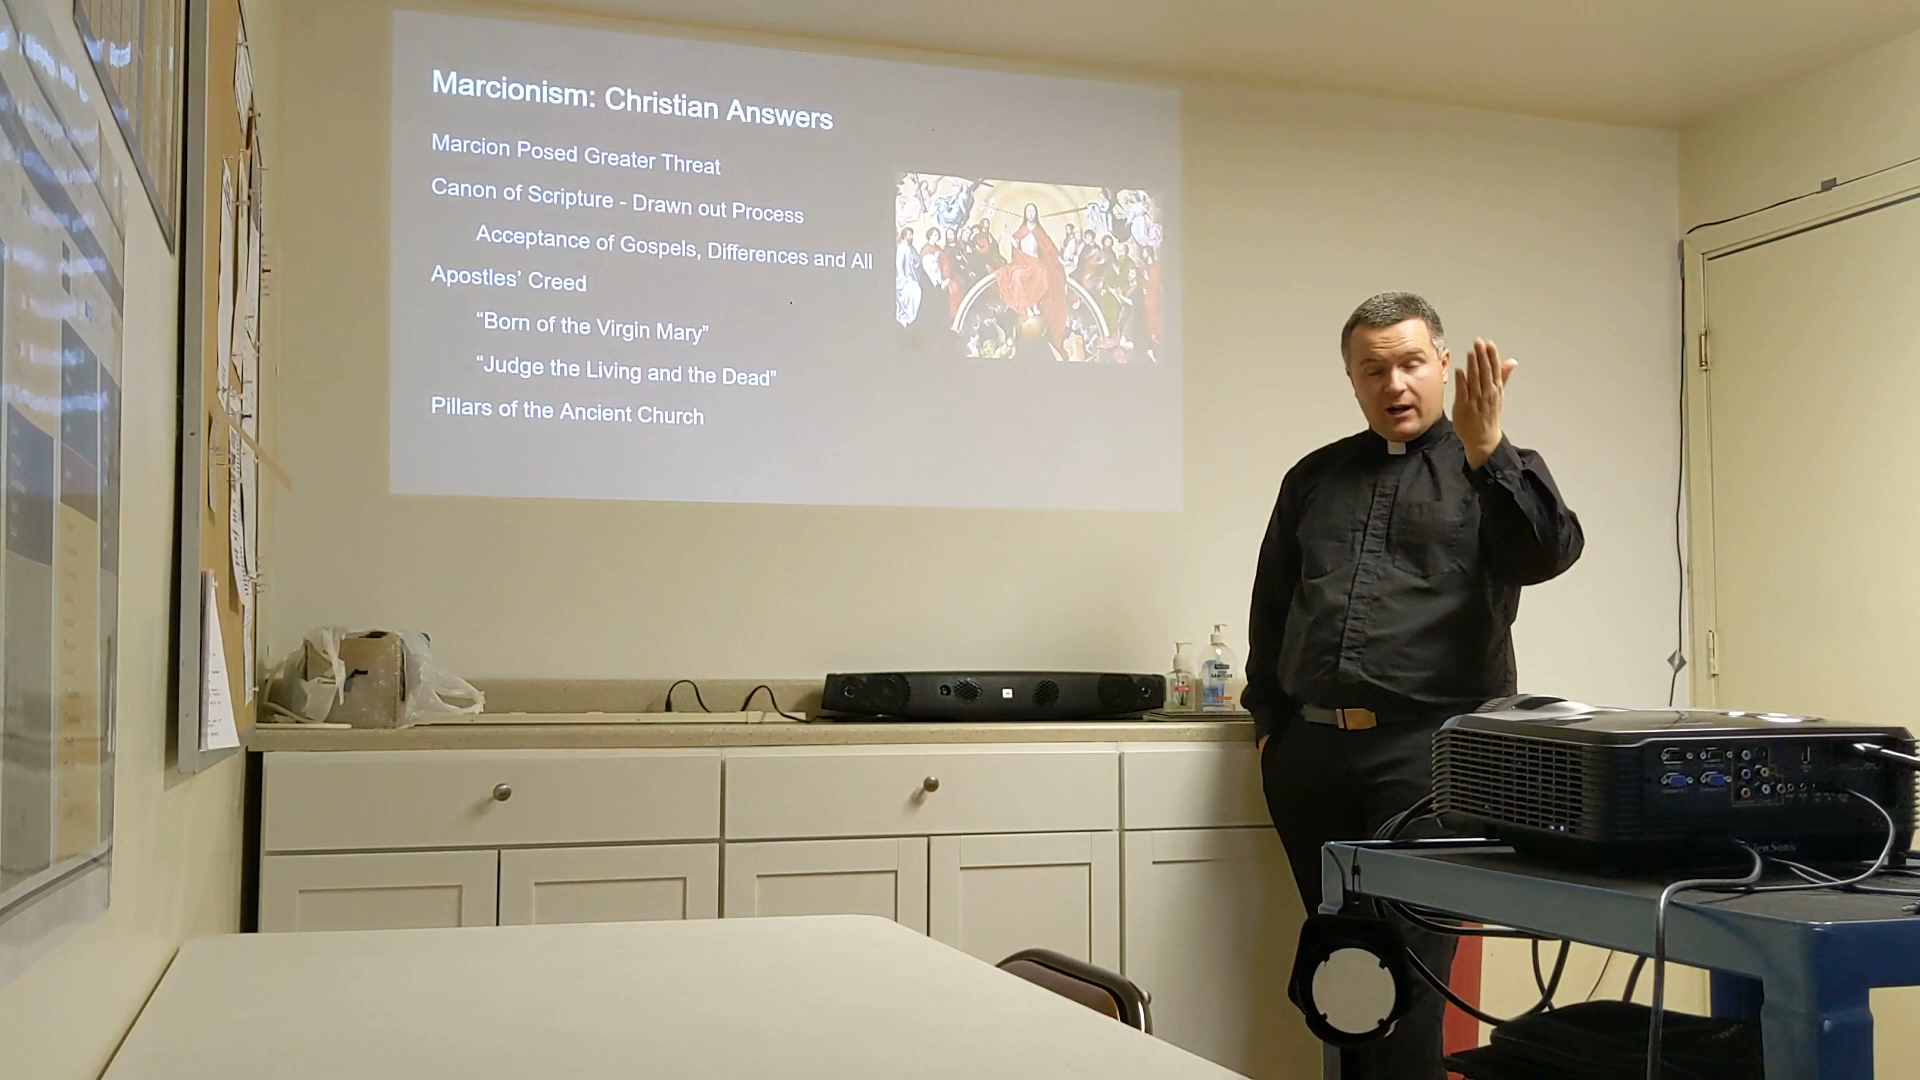 Marcionism: Christian Answers
Marcion Posed Greater Threat
Canon of Scripture - Drawn out Process
Acceptance of Gospels, Differences and All
Apostles' Creed
“Born of the Virgin Mary”
“Judge the Living and the Dead”
Pillars of the Ancient Church
ViewSonic